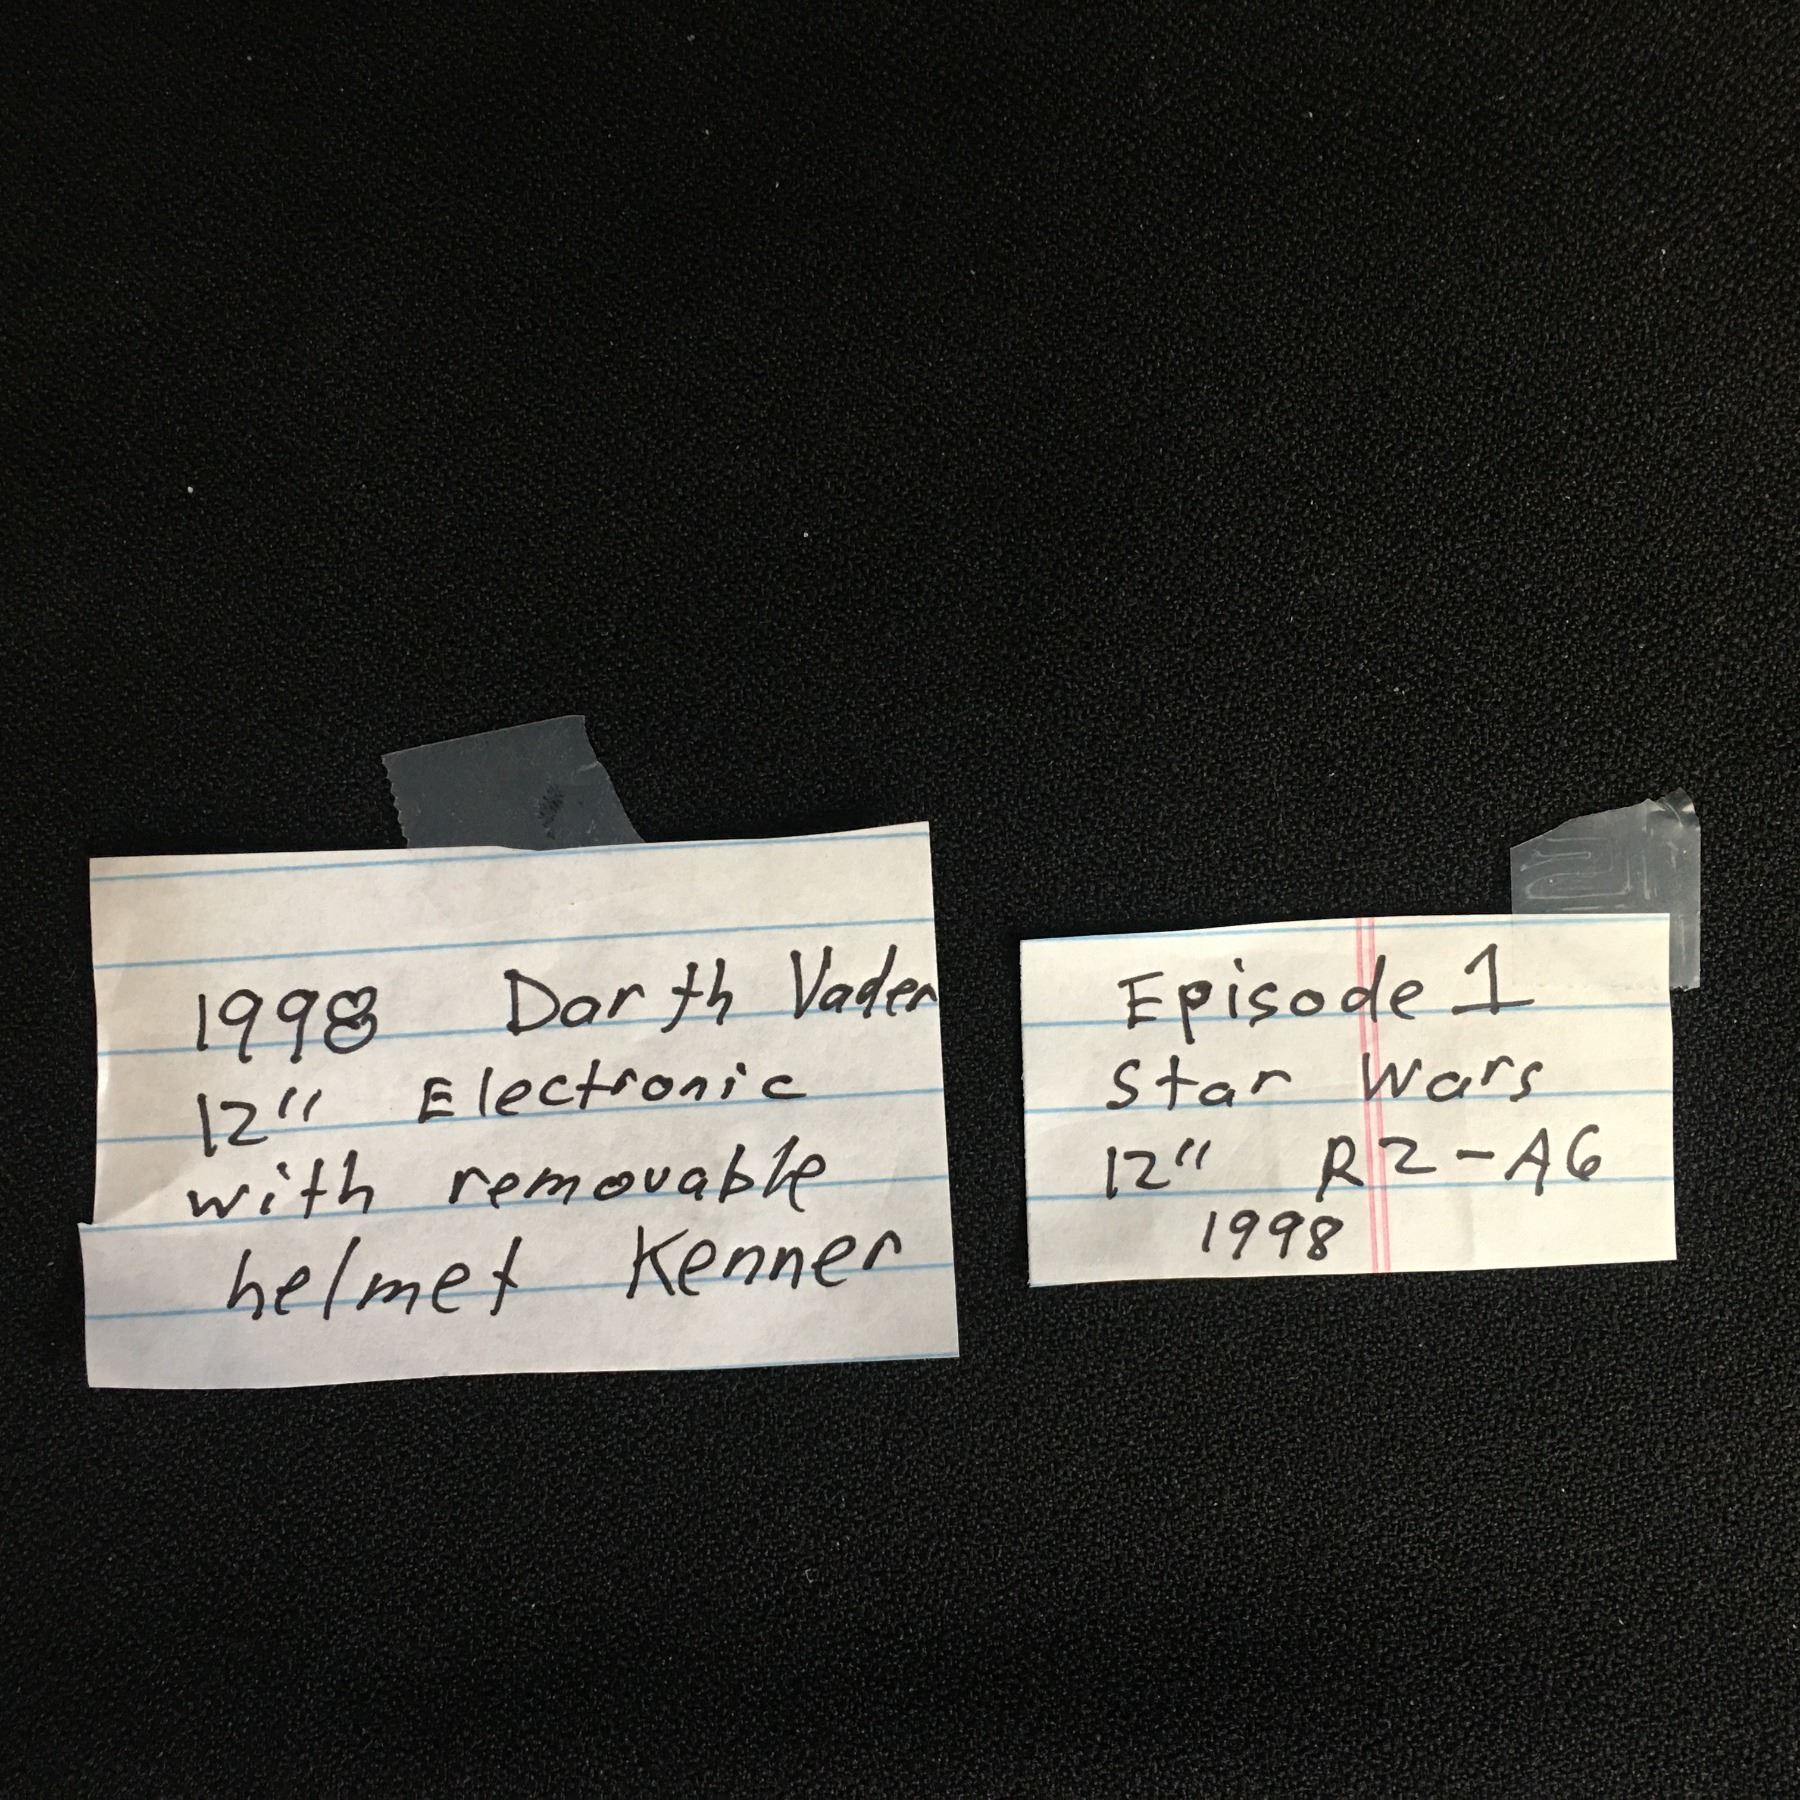 1998 Darth Vader
12" Electronic
with removable
helmet Kenner
Episode 1
Star Wars
12" R2-A6
1998